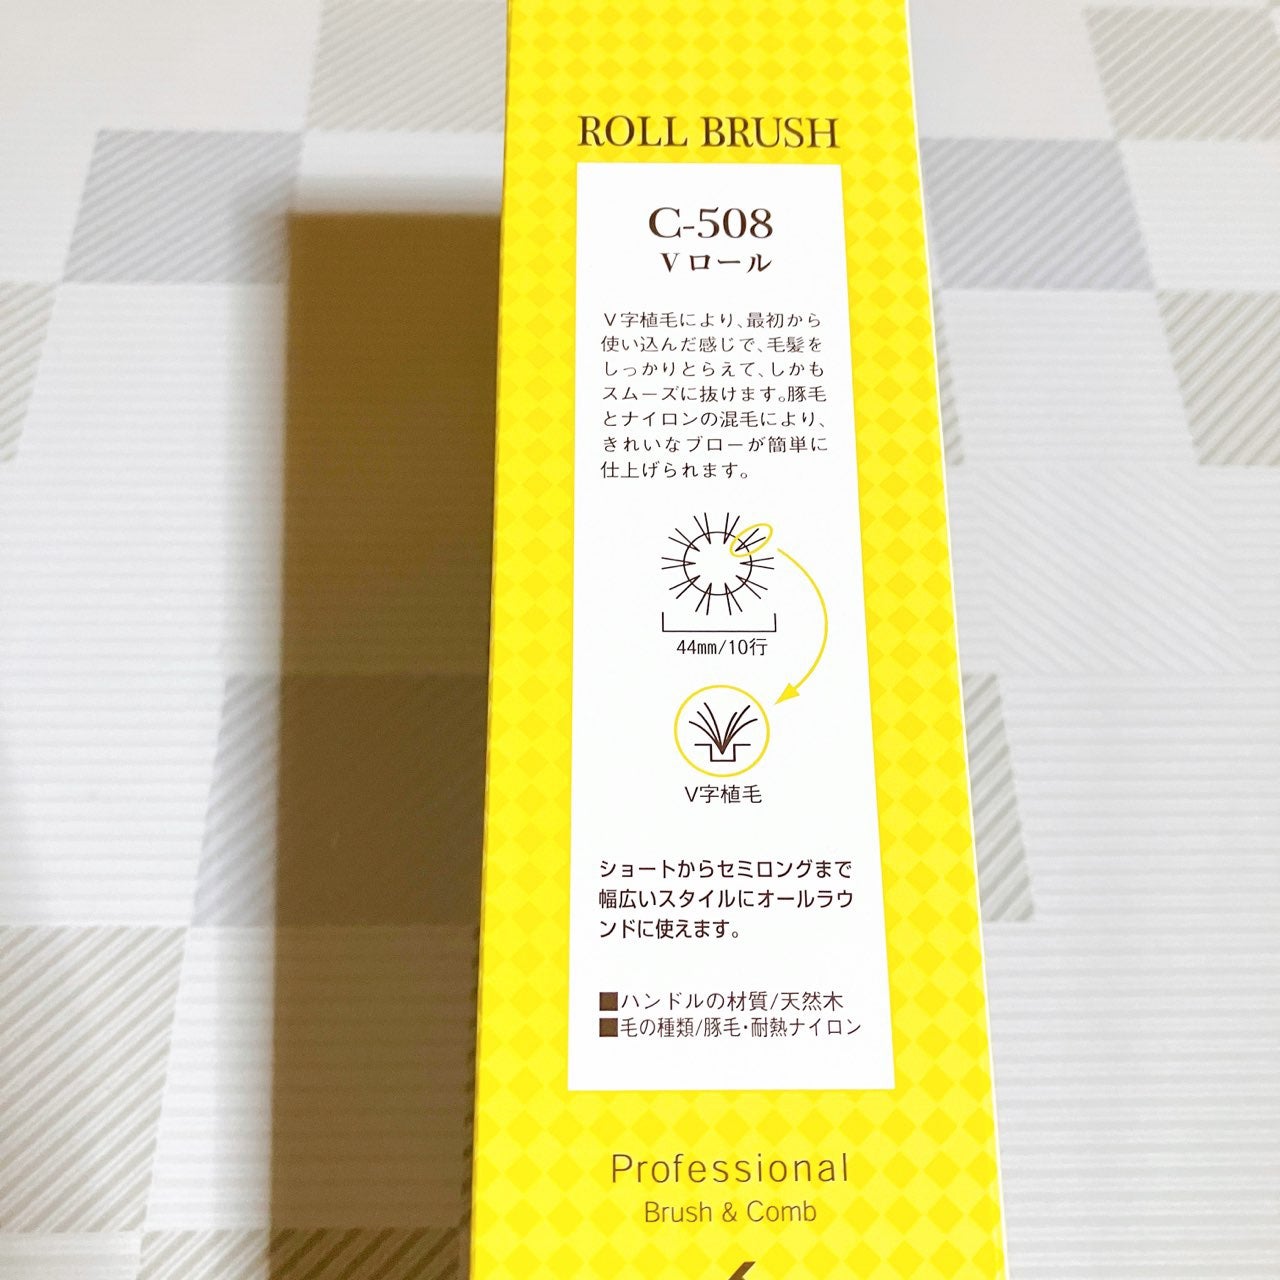 ROLL BRUSH
C-508
Vロール
V字植毛により、最初から
使い込んだ感じで、毛髪を
しっかりとらえて、しかも
スムーズに抜けます。豚毛
とナイロンの混毛により、
きれいなブローが簡単に
仕上げられます。
44mm/10行
V字植毛
ショートからセミロングまで
幅広いスタイルにオールラウ
ンドに使えます。
■ハンドルの材質/天然木
■毛の種類/豚毛・耐熱ナイロン
Professional
Brush & Comb